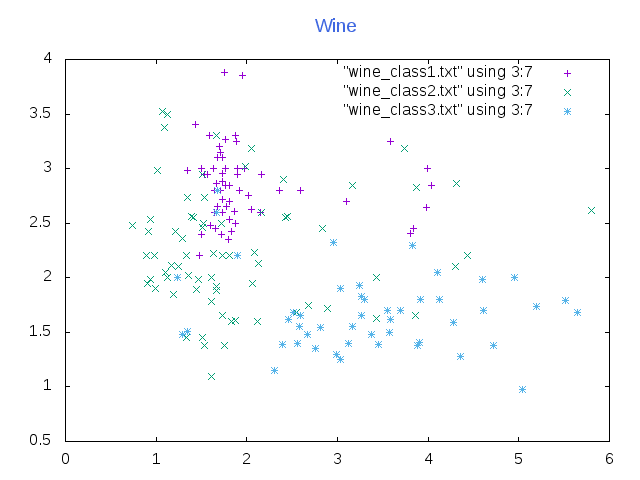 Wine
4
"wine_class1.txt" using 3:7
"wine_class2.txt" using 3:7
3.5
"wine_class3.txt" using 3:7
3
2.5
2
1.5
1
0.5
0 1 2 3 4 5 6